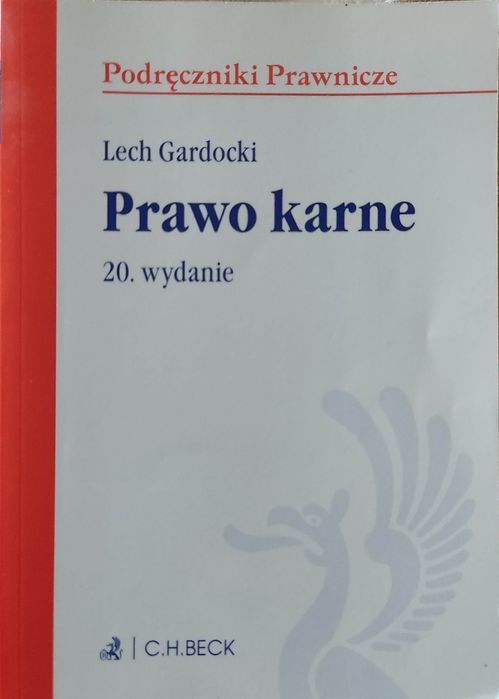 Podręczniki Prawnicze
Lech Gardocki
Prawo karne
20. wydanie
C.H.BECK